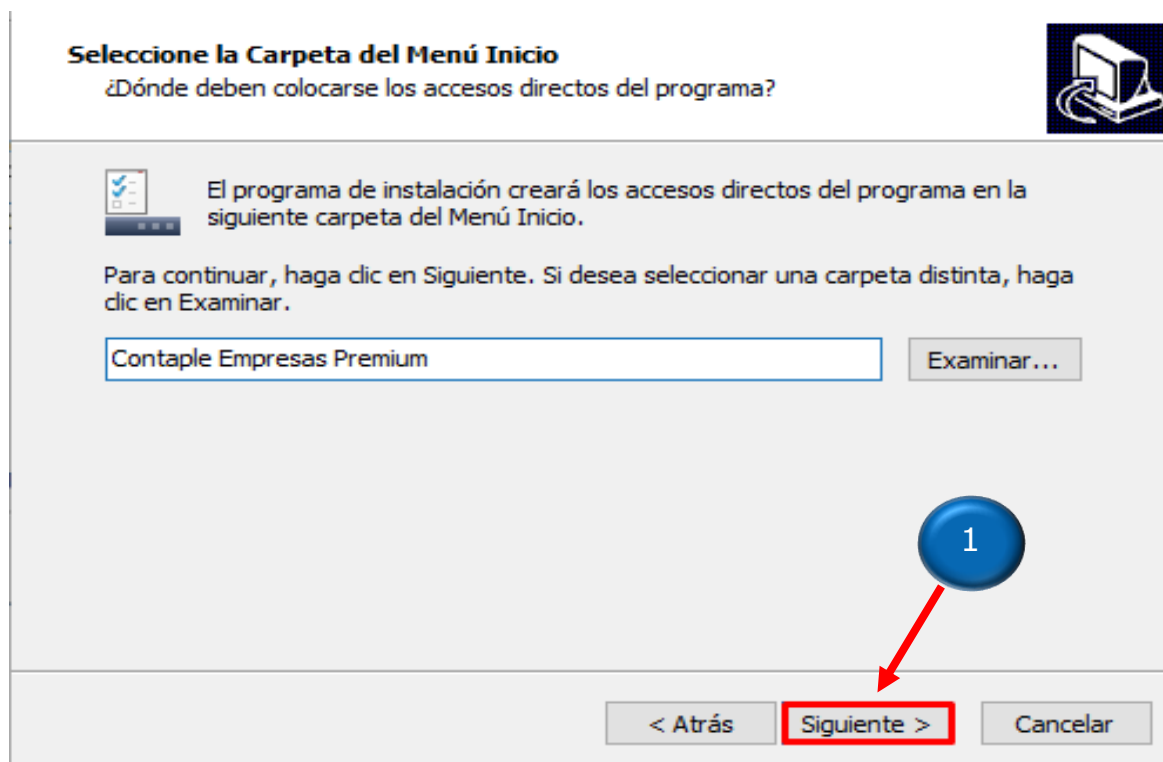 Seleccione la Carpeta del Menú Inicio
¿Dónde deben colocarse los accesos directos del programa?
El programa de instalación creará los accesos directos del programa en la
siguiente carpeta del Menú Inicio.
Para continuar, haga clic en Siguiente. Si desea seleccionar una carpeta distinta, haga
clic en Examinar.
Contaple Empresas Premium
Examinar...
1
< Atrás
Siguiente >
Cancelar